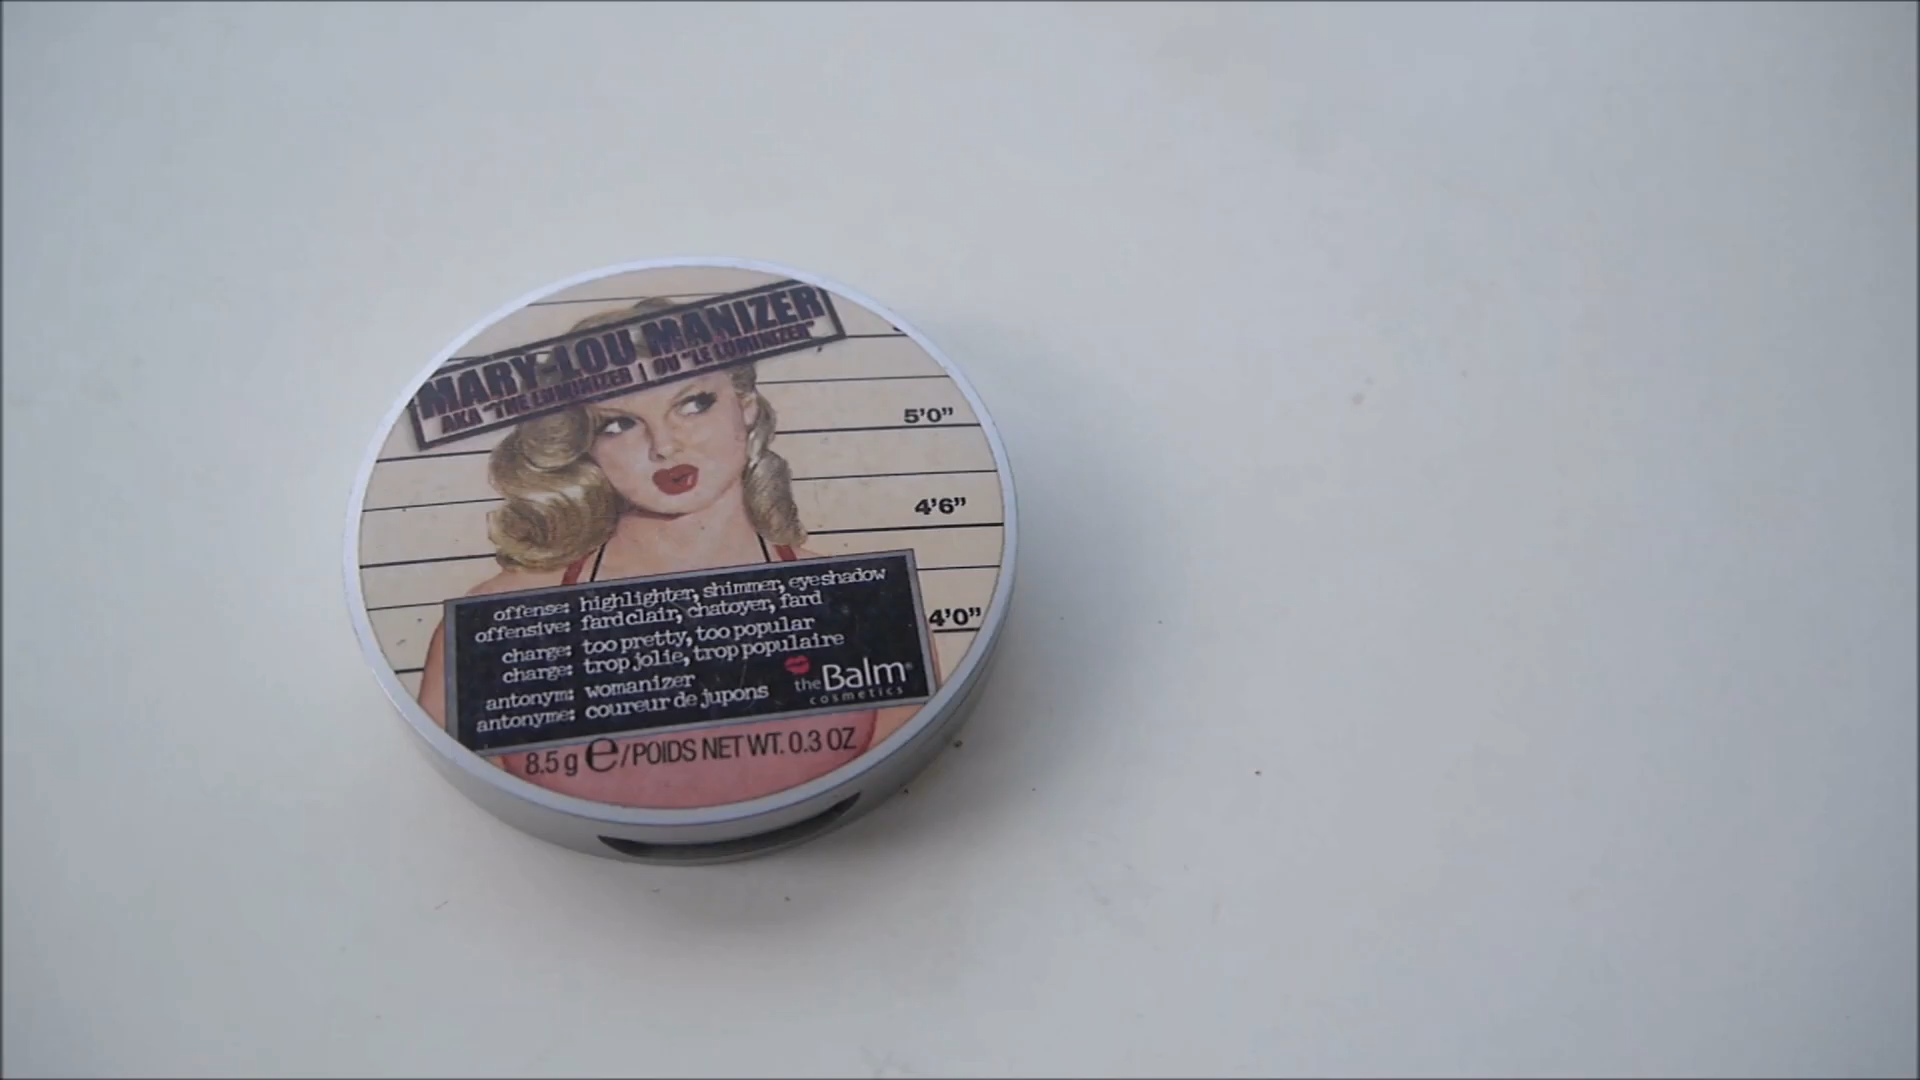 MARY-LOU MANIZER
AKA "THE LUMINIZER | OU "LE LUMINIZER"
5'0"
4'6"
4'0"
offense: highlighter, shimmer, eyeshadow
offensive: fard clair, chatoyer, fard
charge: too pretty, too popular
charge: trop jolie, trop populaire
antonym: womanizer
antonyme: coureur de jupons
theBalm®
cosmetics
8.5 g ℮/POIDS NET WT. 0.3 OZ